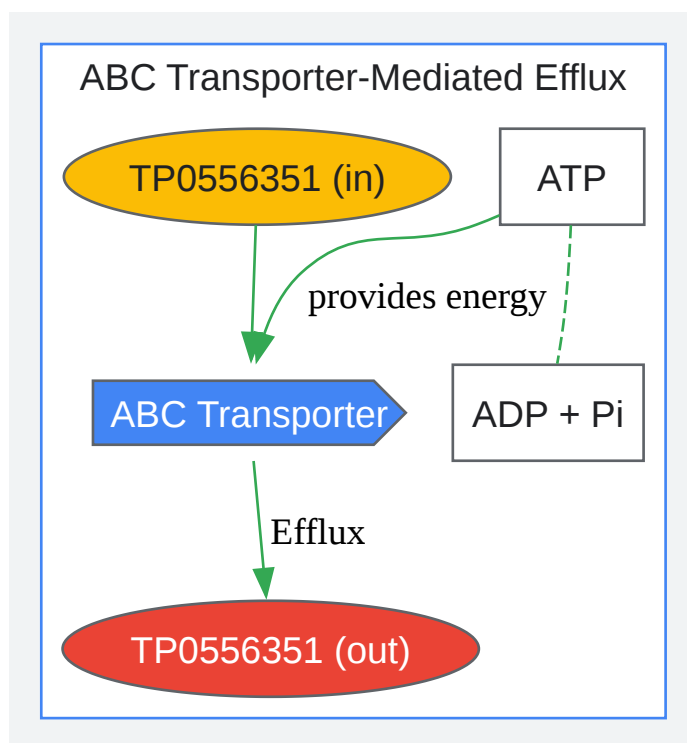 ABC Transporter-Mediated Efflux
TP0556351 (in)
ATP
provides energy
ABC Transporter
ADP + Pi
Efflux
TP0556351 (out)